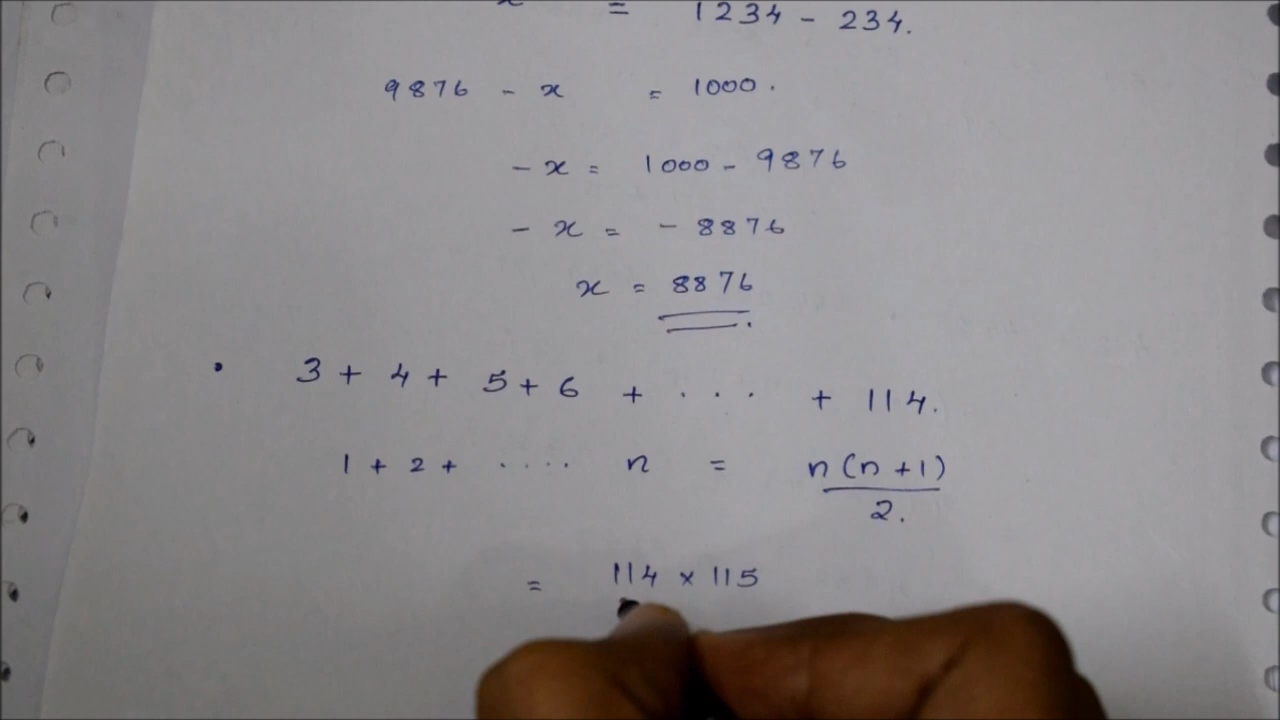 x = 1234 - 234.
9876 - x = 1000.
- x = 1000 - 9876
- x = - 8876
x = 8876.
• 3 + 4 + 5 + 6 + . . . + 114.
1 + 2 + ..... n = n(n+1)
2.
= 114 × 115